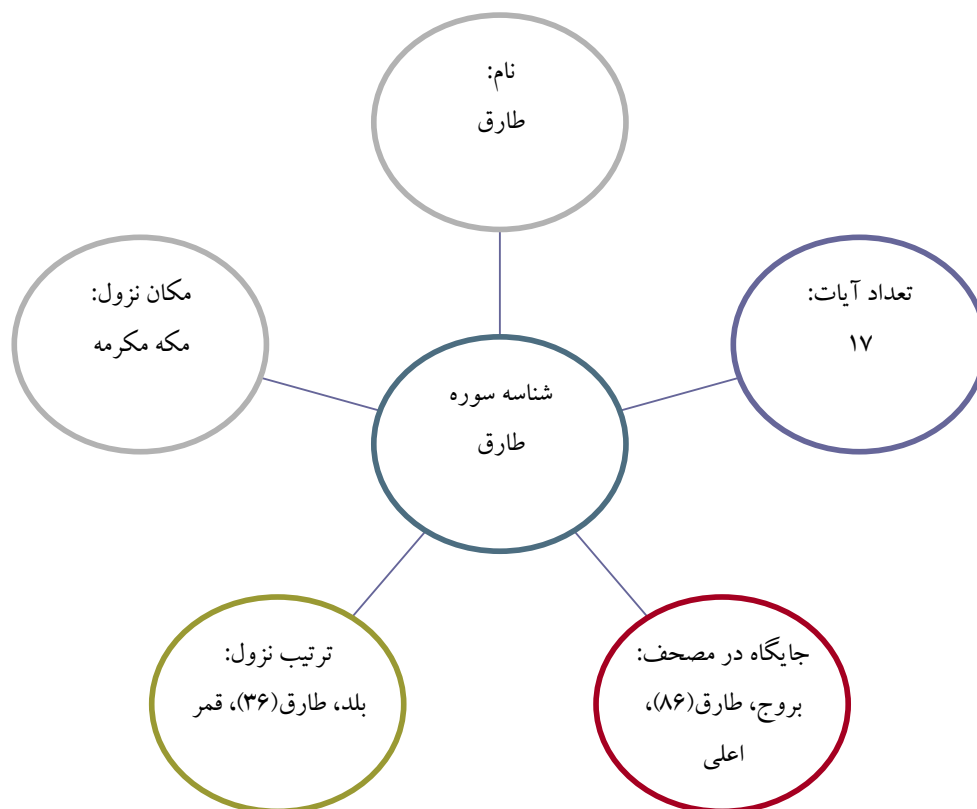 نام:
طارق
تعداد آیات:
۱۷
مکان نزول:
مکه مکرمه
شناسه سوره
طارق
جایگاه در مصحف:
بروج، طارق(۸۶)،
اعلی
ترتیب نزول:
بلد، طارق(۳۶)، قمر